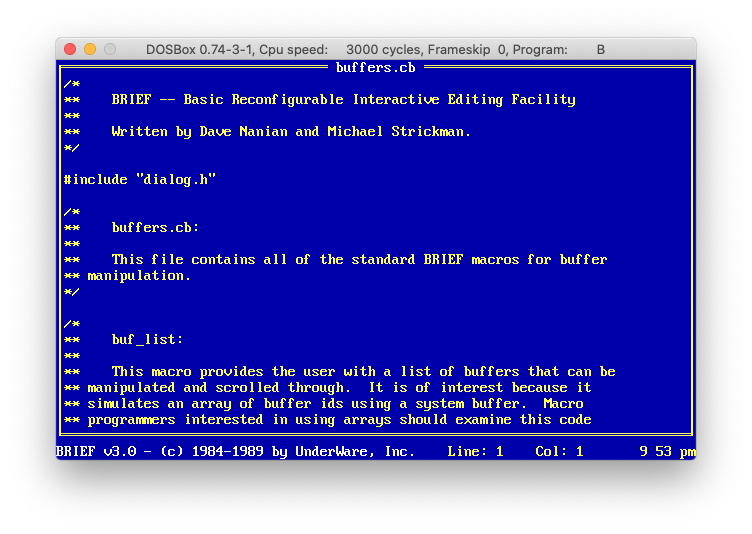 DOSBox 0.74-3-1, Cpu speed: 3000 cycles, Frameskip 0, Program: B
buffers.cb
/*
** BRIEF -- Basic Reconfigurable Interactive Editing Facility
**
** Written by Dave Nanian and Michael Strickman.
*/
#include "dialog.h"
/*
** buffers.cb:
**
** This file contains all of the standard BRIEF macros for buffer
** manipulation.
*/
/*
** buf_list:
**
** This macro provides the user with a list of buffers that can be
** manipulated and scrolled through. It is of interest because it
** simulates an array of buffer ids using a system buffer. Macro
** programmers interested in using arrays should examine this code
BRIEF v3.0 - (c) 1984-1989 by UnderWare, Inc. Line: 1 Col: 1 9 53 pm